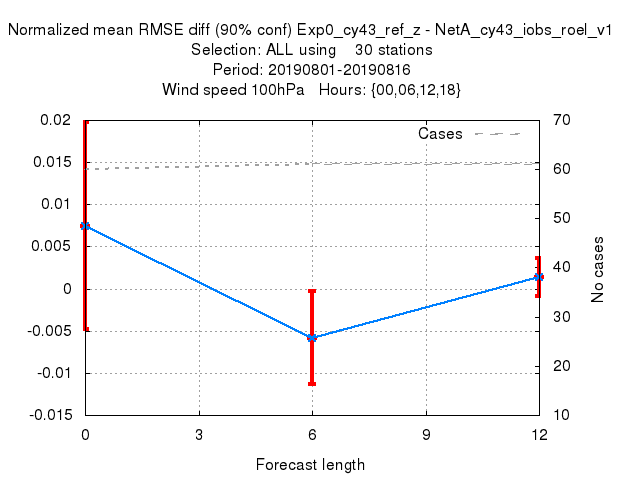 Normalized mean RMSE diff (90% conf) Exp0_cy43_ref_z - NetA_cy43_iobs_roel_v1
Selection: ALL using    30 stations
Period: 20190801-20190816
Wind speed 100hPa   Hours: {00,06,12,18}
0.02
0.015
0.01
0.005
0
-0.005
-0.01
-0.015
Cases
70
60
50
40
30
20
10
No cases
0 3 6 9 12
Forecast length